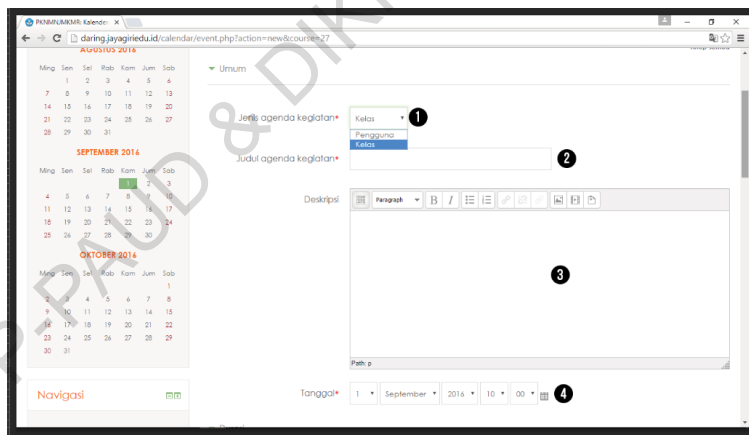 PKNMN/MKMR: Kalender:
daring.jayagiriedu.id/calendar/event.php?action=new&course=27
AGUSTUS 2016
Ming Sen Sel Rab Kam Jum Sab
1 2 3 4 5 6
7 8 9 10 11 12 13
14 15 16 17 18 19 20
21 22 23 24 25 26 27
28 29 30 31
SEPTEMBER 2016
Ming Sen Sel Rab Kam Jum Sab
1 2 3
4 5 6 7 8 9 10
11 12 13 14 15 16 17
18 19 20 21 22 23 24
25 26 27 28 29 30
OKTOBER 2016
Ming Sen Sel Rab Kam Jum Sab
1
2 3 4 5 6 7 8
9 10 11 12 13 14 15
16 17 18 19 20 21 22
23 24 25 26 27 28 29
30 31
Navigasi
Umum
Jenis agenda kegiatan* Kelas 1
Pengguna
Kelas
Judul agenda kegiatan* 2
Deskripsi Paragraph B I
3
Path: p
Tanggal* 1 September 2016 10 00 4
P-PAUD & DIK